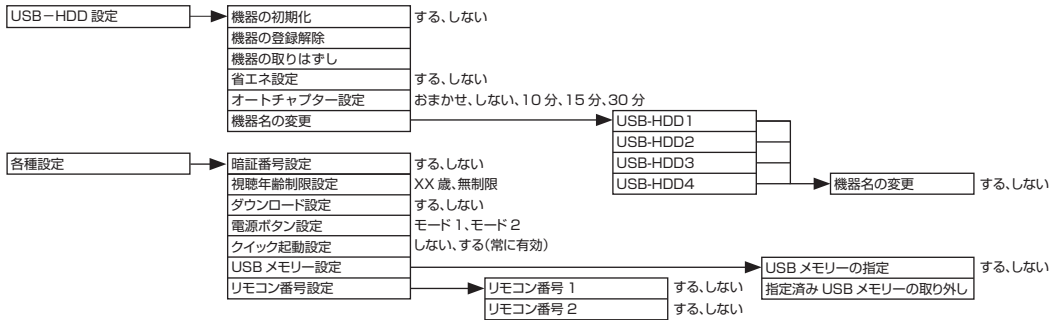 USB－HDD 設定
機器の初期化
する、しない
機器の登録解除
機器の取りはずし
省エネ設定
する、しない
オートチャプター設定
おまかせ、しない、10 分、15 分、30 分
機器名の変更
USB-HDD1
USB-HDD2
USB-HDD3
USB-HDD4
機器名の変更
する、しない
各種設定
暗証番号設定
する、しない
視聴年齢制限設定
XX 歳、無制限
ダウンロード設定
する、しない
電源ボタン設定
モード 1、モード 2
クイック起動設定
しない、する（常に有効）
USB メモリー設定
USB メモリーの指定
する、しない
指定済み USB メモリーの取り外し
リモコン番号設定
リモコン番号 1
する、しない
リモコン番号 2
する、しない